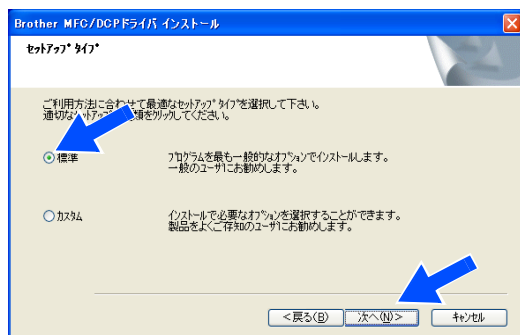 Brother MFC/DCPドライバ インストール
セットアップ タイプ
ご利用方法に合わせて最適なセットアップ タイプを選択して下さい。
適切な
類をクリックしてください。
標準
プログラムを最も一般的なオプションでインストールします。
一般のユーザにお勧めします。
カスタム
インストールで必要なオプションを選択することができます。
製品をよくご存知のユーザにお勧めします。
<戻る(B)
次へ(N)>
キャンセル